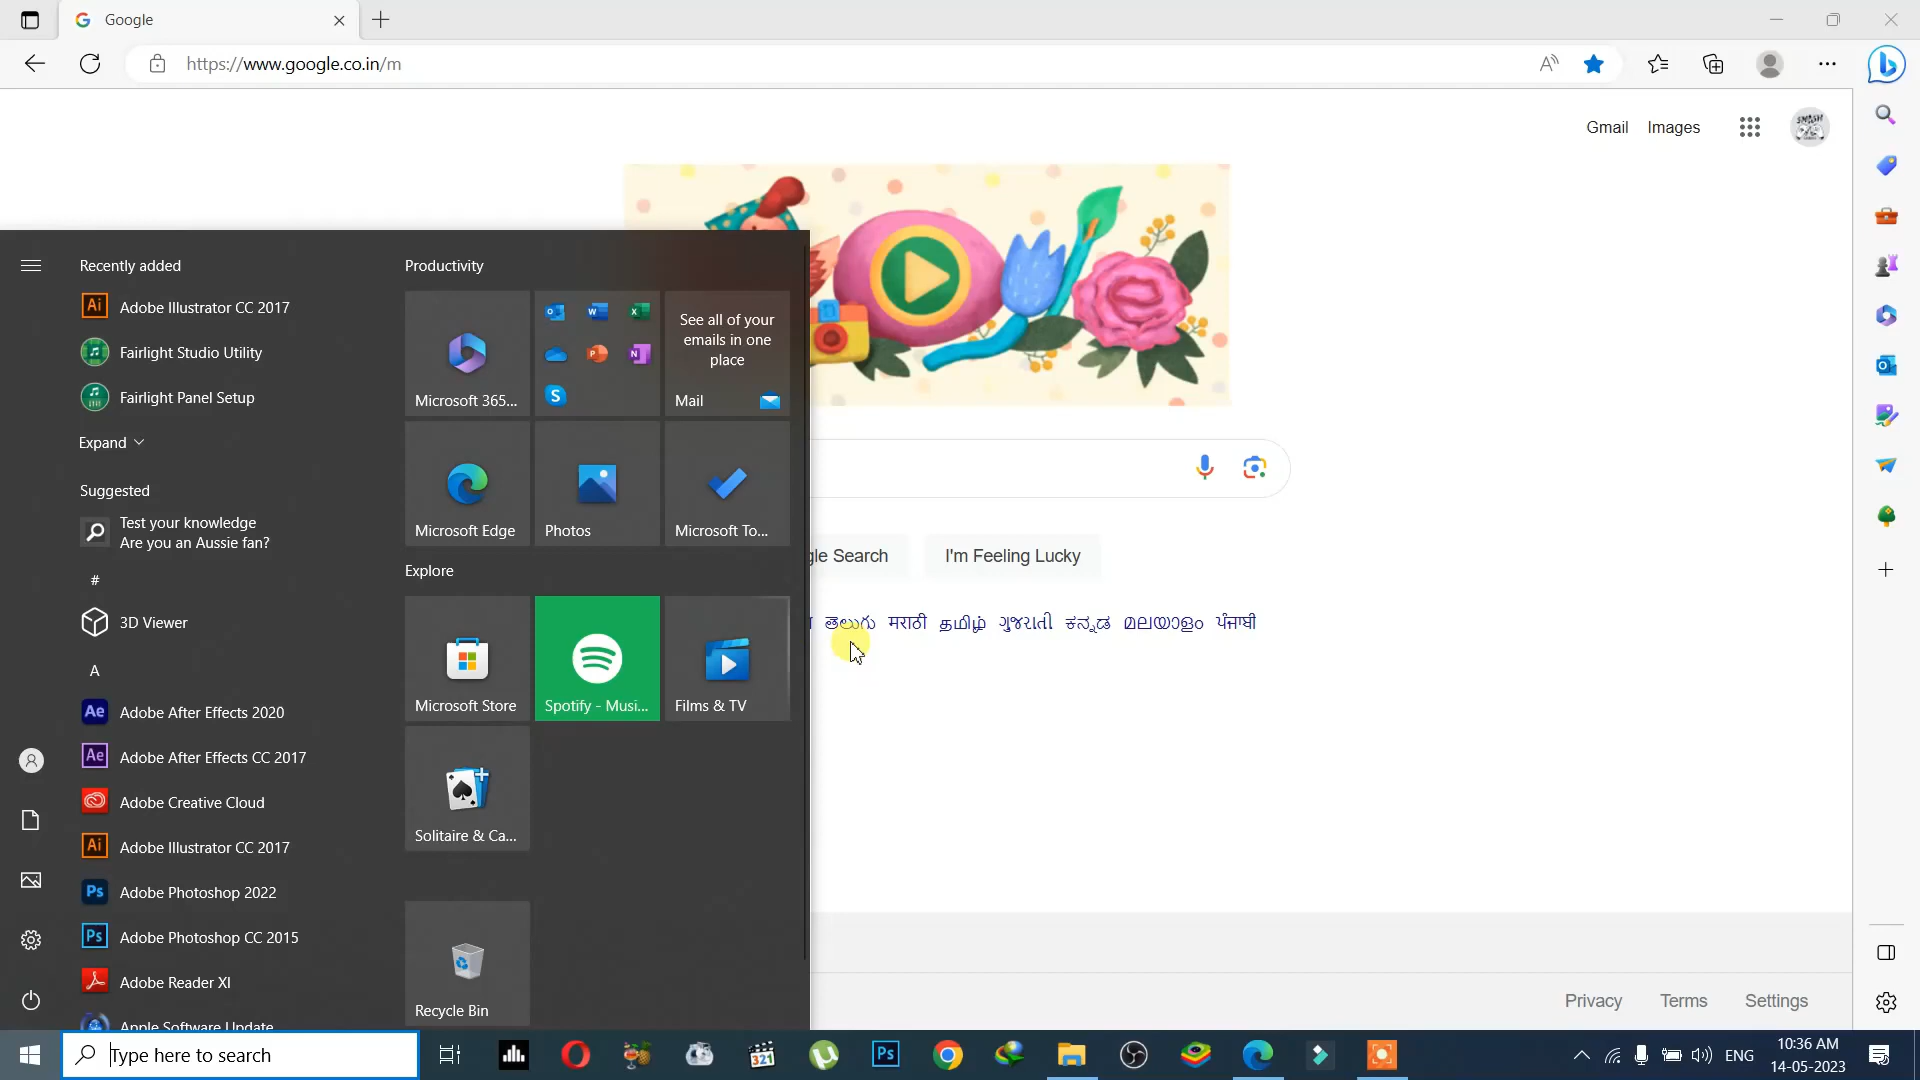 Google
https://www.google.co.in/m
Gmail
Images
Recently added
Adobe Illustrator CC 2017
Fairlight Studio Utility
Fairlight Panel Setup
Expand
Suggested
Test your knowledge
Are you an Aussie fan?
#
3D Viewer
A
Adobe After Effects 2020
Adobe After Effects CC 2017
Adobe Creative Cloud
Adobe Illustrator CC 2017
Adobe Photoshop 2022
Adobe Photoshop CC 2015
Adobe Reader XI
Apple Software Update
Productivity
Microsoft 365...
See all of your
emails in one
place
Mail
Microsoft Edge
Photos
Microsoft To...
Explore
Microsoft Store
Spotify - Musi...
Films & TV
Solitaire & Ca...
Recycle Bin
Search
I'm Feeling Lucky
తెలుగు मराठी தமிழ் ગુજરાતી ಕನ್ನಡ മലയാളം ਪੰਜਾਬੀ
Privacy
Terms
Settings
Type here to search
ENG
10:36 AM
14-05-2023